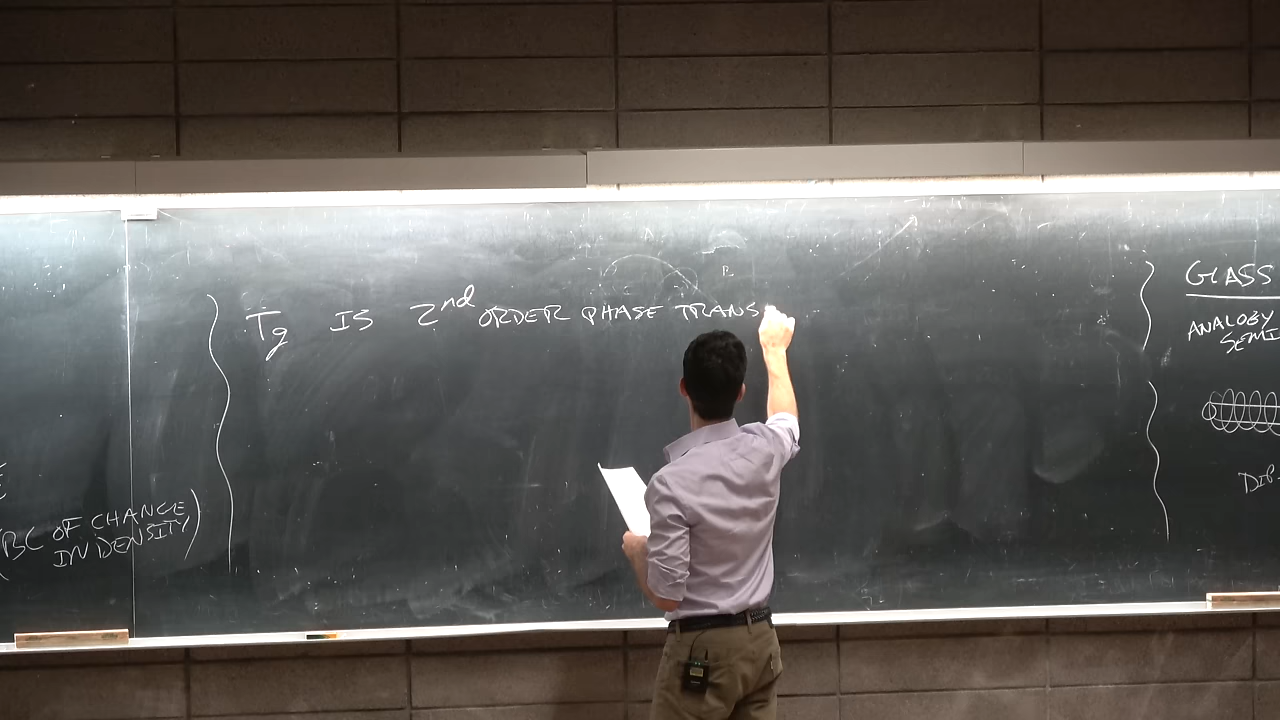 Tg IS 2nd ORDER PHASE TRANS
(BC OF CHANGE
IN DENSITY)
GLASS
ANALOGY
SEMI